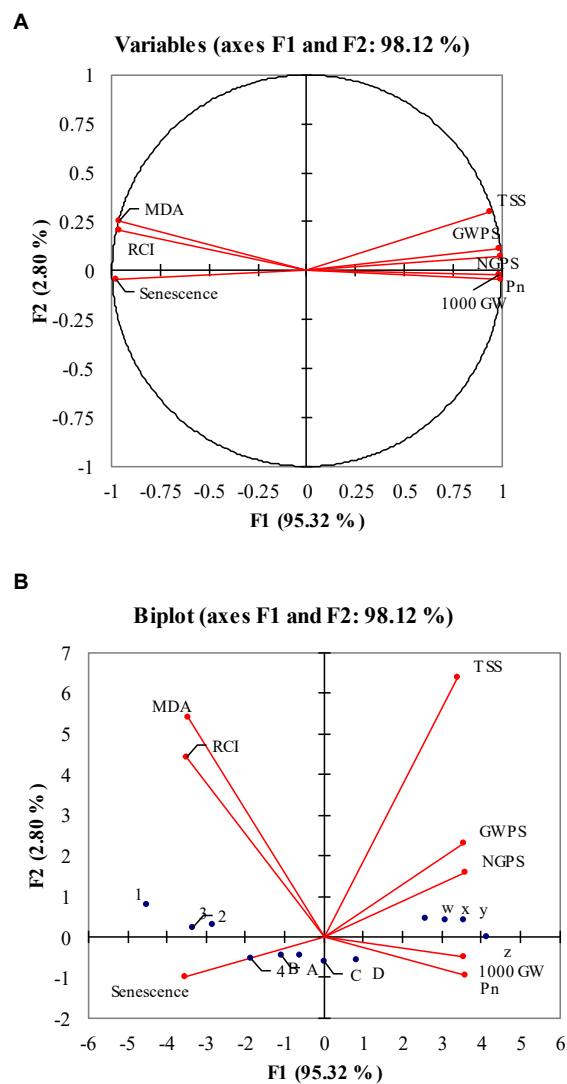 A
Variables (axes F1 and F2: 98.12 %)
1
0.75
0.5
0.25
0
-0.25
-0.5
-0.75
-1
F2 (2.80 %)
MDA
RCI
Senescence
TSS
GWPS
NGPS
Pn
1000 GW
-1 -0.75 -0.5 -0.25 0 0.25 0.5 0.75 1
F1 (95.32 %)
B
Biplot (axes F1 and F2: 98.12 %)
7
6
5
4
3
2
1
0
-1
-2
F2 (2.80 %)
TSS
MDA
RCI
GWPS
NGPS
1
3 2
w x y
z
4 B A C D
1000 GW
Senescence
Pn
-6 -5 -4 -3 -2 -1 0 1 2 3 4 5 6
F1 (95.32 %)